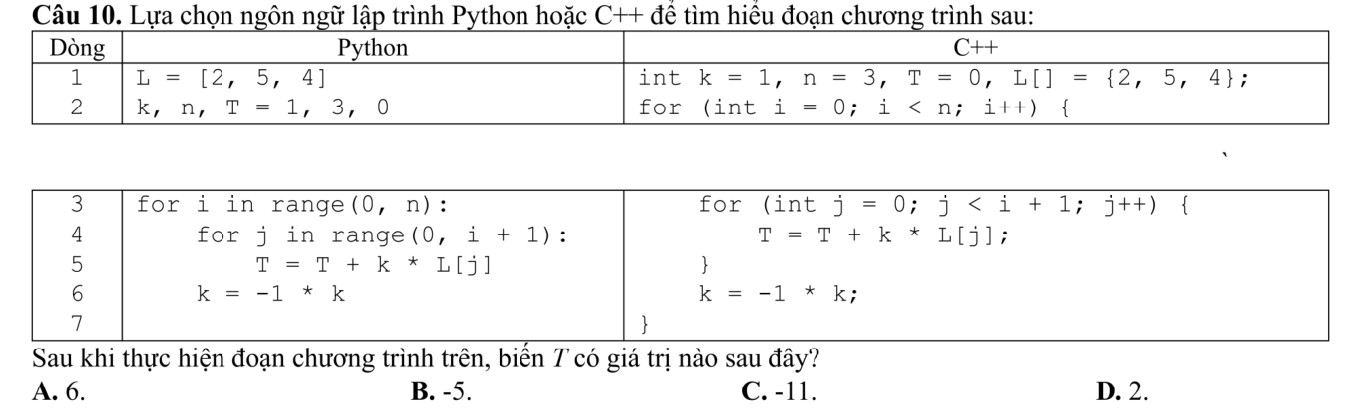 Câu 10. Lựa chọn ngôn ngữ lập trình Python hoặc C++ để tìm hiểu đoạn chương trình sau:
Dòng Python C++
1 L = [2, 5, 4] int k = 1, n = 3, T = 0, L[] = {2, 5, 4};
2 k, n, T = 1, 3, 0 for (int i = 0; i < n; i++) {
3 for i in range(0, n): for (int j = 0; j < i + 1; j++) {
4 for j in range(0, i + 1): T = T + k * L[j];
5 T = T + k * L[j] }
6 k = -1 * k k = -1 * k;
7 }
Sau khi thực hiện đoạn chương trình trên, biến T có giá trị nào sau đây?
A. 6. B. -5. C. -11. D. 2.